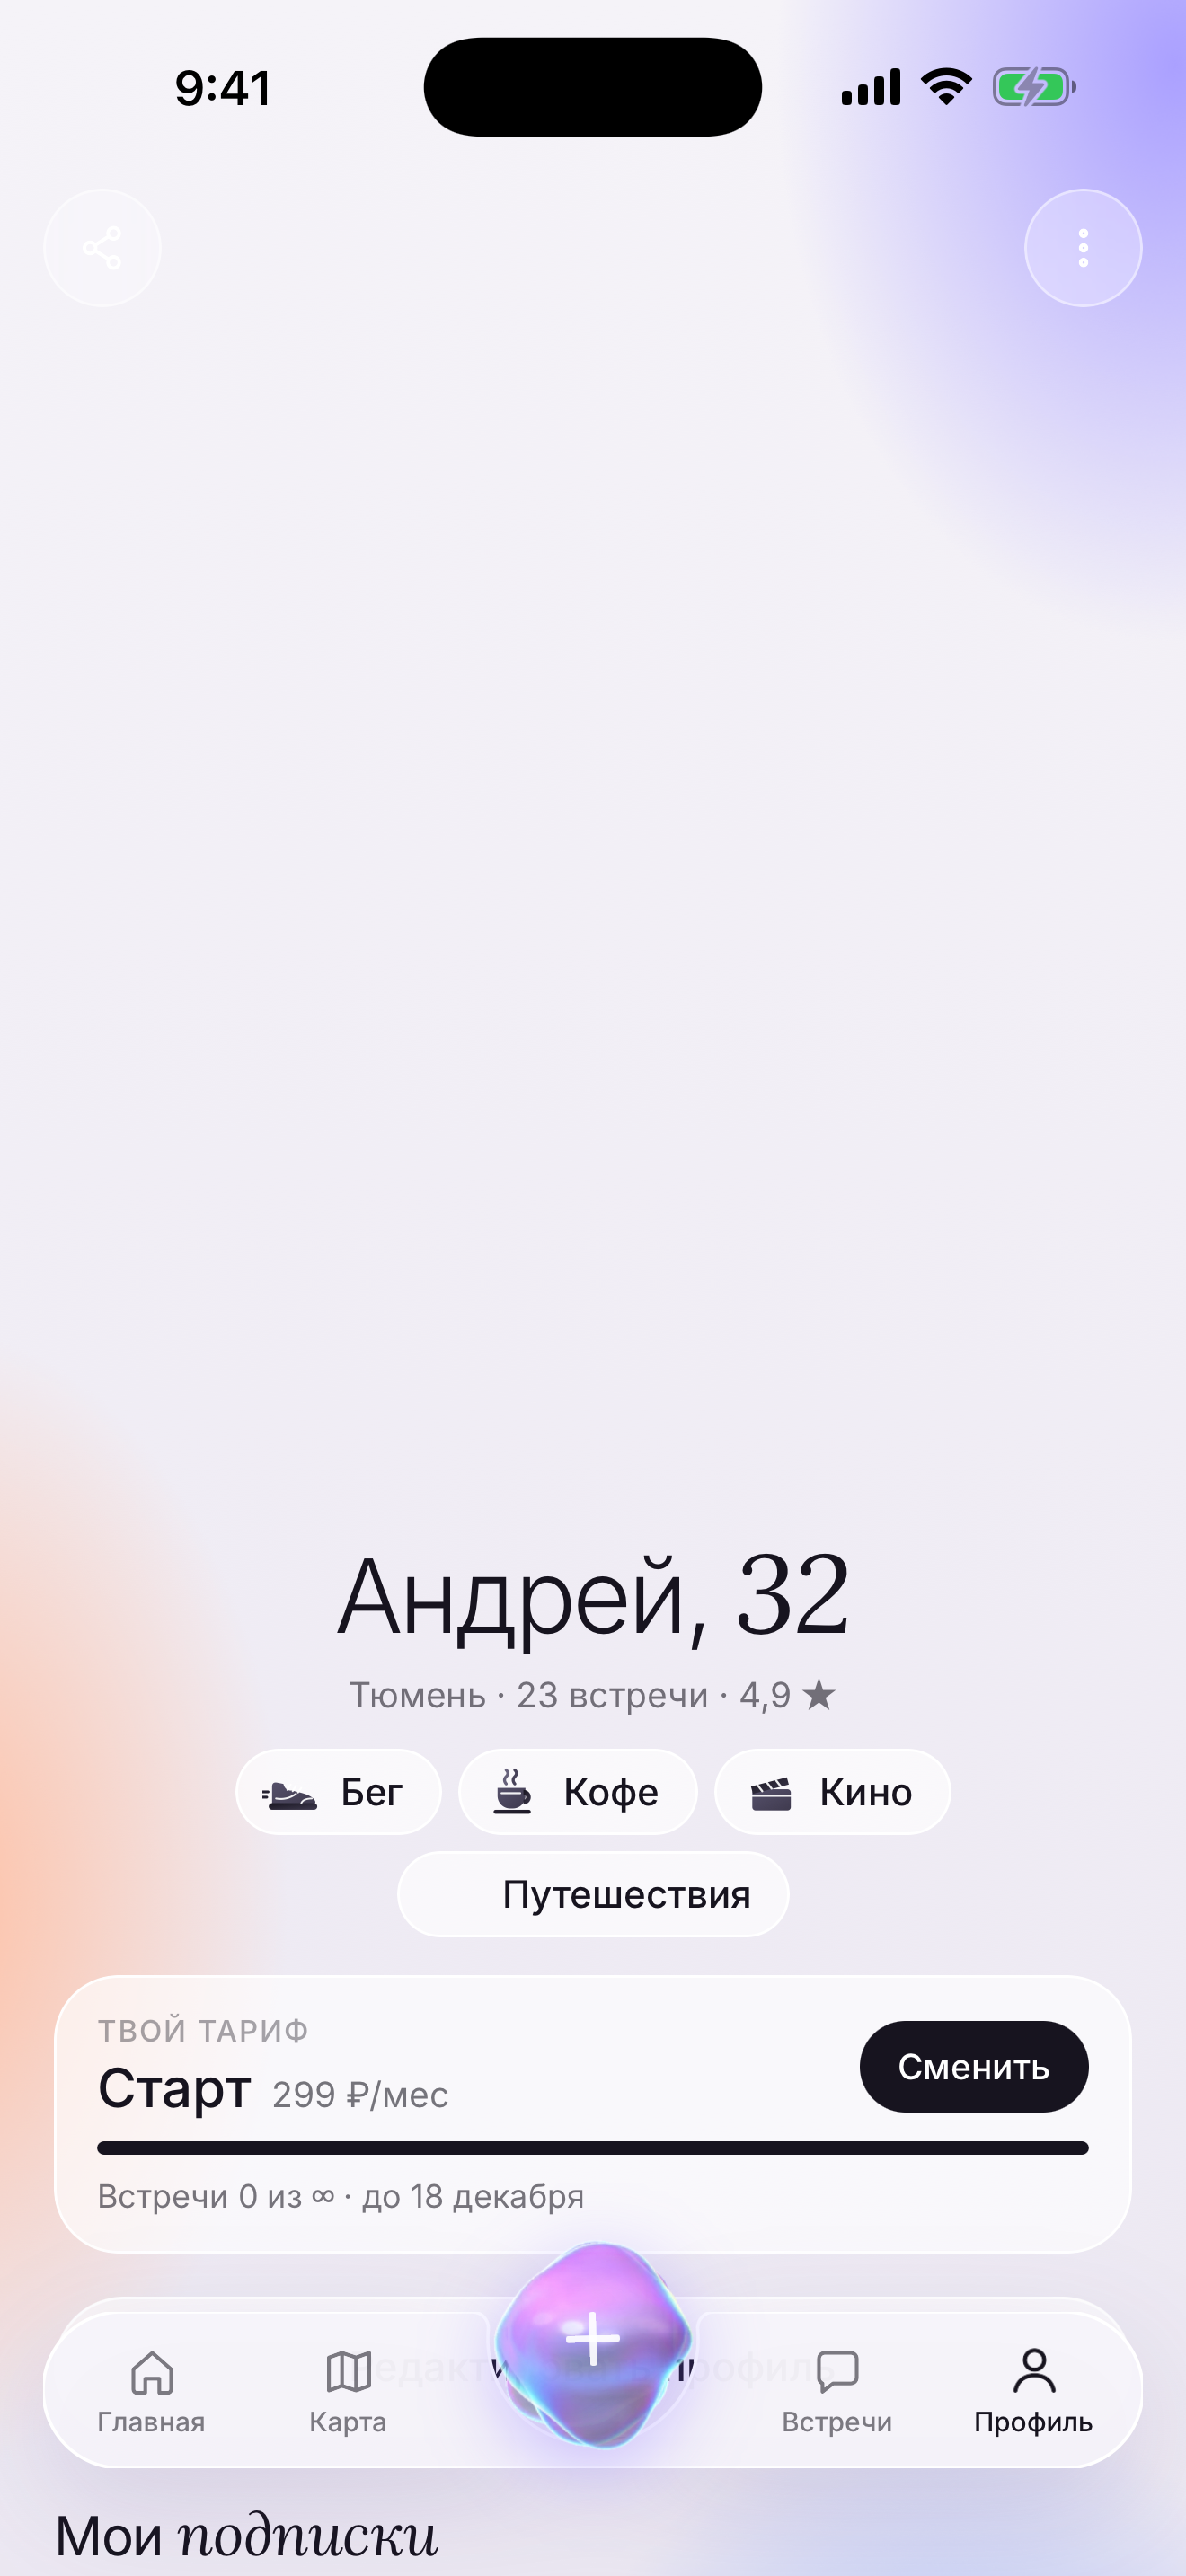 9:41
Андрей, 32
Тюмень · 23 встречи · 4,9 ★
Бег
Кофе
Кино
Путешествия
ТВОЙ ТАРИФ
Старт 299 ₽/мес
Сменить
Встречи 0 из ∞ · до 18 декабря
Главная
Карта
Встречи
Профиль
Мои подписки